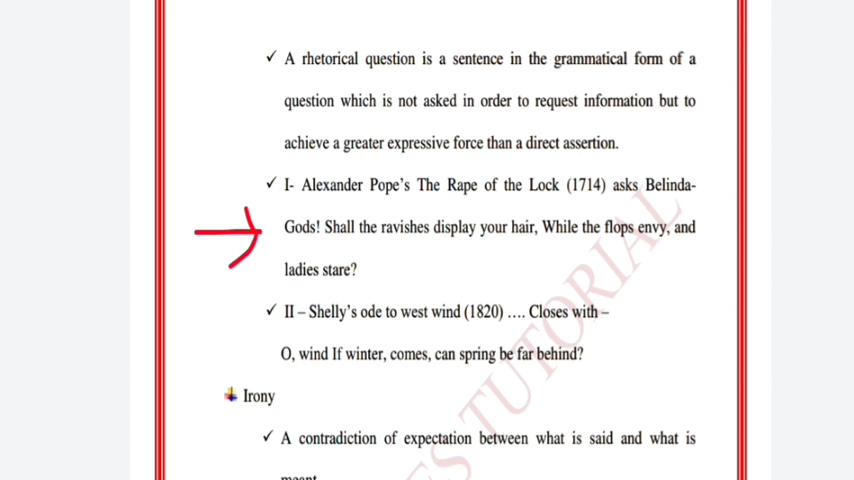 ✓ A rhetorical question is a sentence in the grammatical form of a
question which is not asked in order to request information but to
achieve a greater expressive force than a direct assertion.
✓ I- Alexander Pope's The Rape of the Lock (1714) asks Belinda-
Gods! Shall the ravishes display your hair, While the flops envy, and
ladies stare?
✓ II – Shelly's ode to west wind (1820) …. Closes with –
O, wind If winter, comes, can spring be far behind?
Irony
✓ A contradiction of expectation between what is said and what is
meant
TUTORIAL